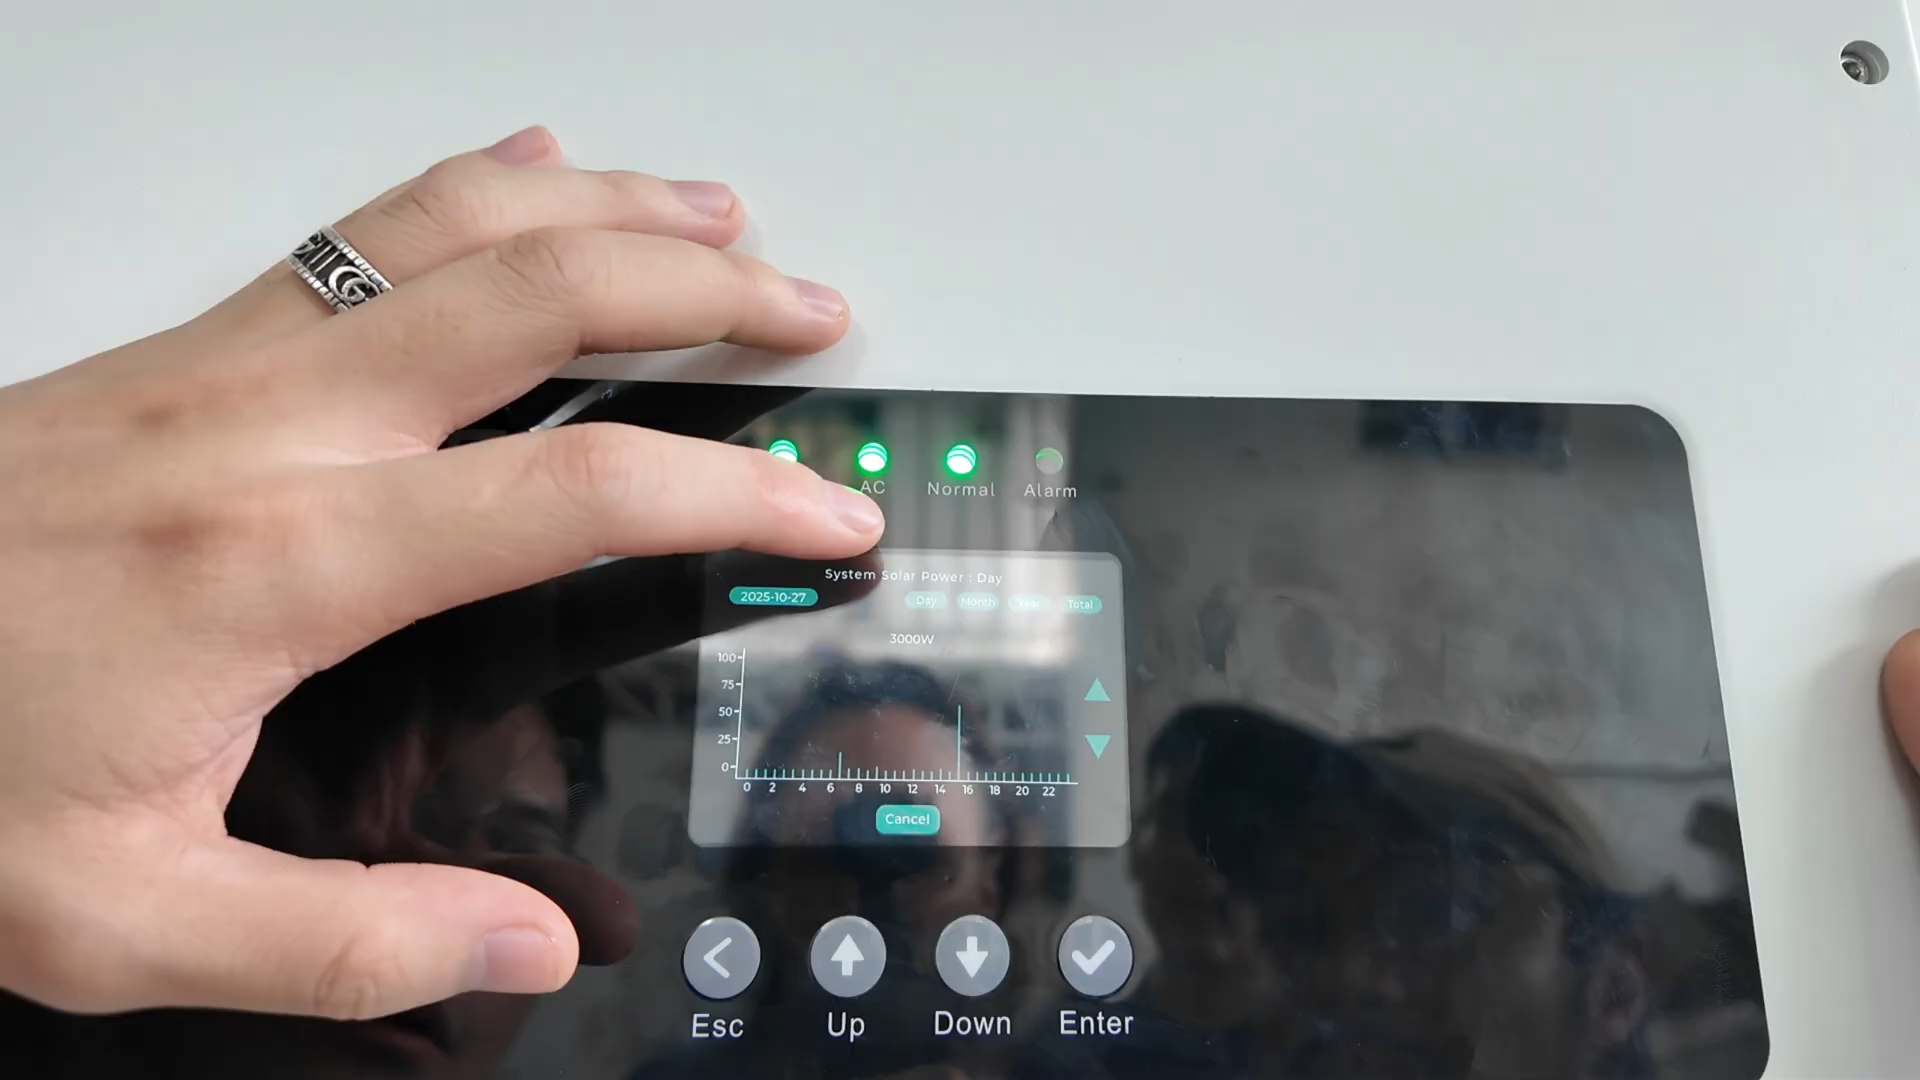 AC Normal Alarm
System Solar Power : Day
2025-10-27 Day Month Year Total
3000W
100
75
50
25
0
0 2 4 6 8 10 12 14 16 18 20 22
Cancel
Esc Up Down Enter